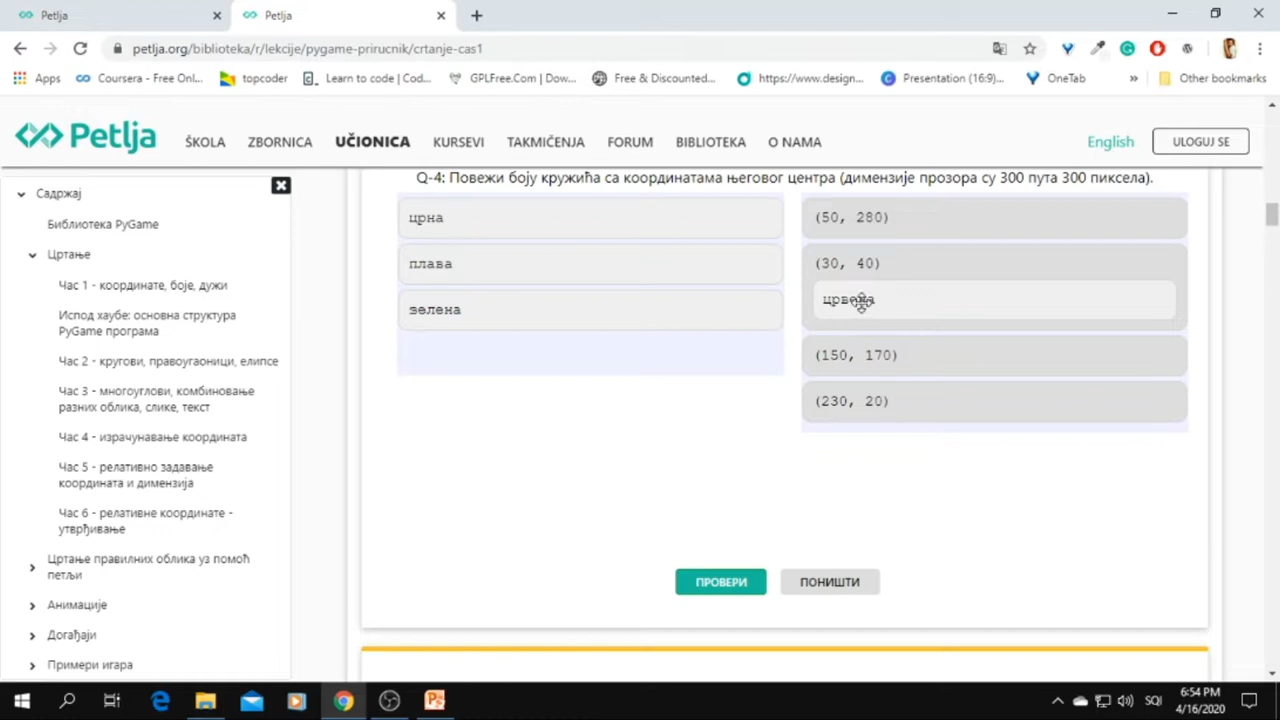 Petlja
Petlja
petlja.org/biblioteka/r/lekcije/pygame-prirucnik/crtanje-cas1
Apps
Coursera - Free Onl...
topcoder
Learn to code | Cod...
GPLFree.Com | Dow...
Free & Discounted...
https://www.design...
Presentation (16:9)...
OneTab
»
Other bookmarks
Petlja
ŠKOLA
ZBORNICA
UČIONICA
KURSEVI
TAKMIČENJA
FORUM
BIBLIOTEKA
O NAMA
English
ULOGUJ SE
Садржај
Библиотека PyGame
Цртање
Час 1 - координате, боје, дужи
Испод хаубе: основна структура
PyGame програма
Час 2 - кругови, правоугаоници, елипсе
Час 3 - многоуглови, комбиновање
разних облика, слике, текст
Час 4 - израчунавање координата
Час 5 - релативно задавање
координата и димензија
Час 6 - релативне координате -
утврђивање
Цртање правилних облика уз помоћ
петљи
Анимације
Догађаји
Примери игара
Q-4: Повежи боју кружића са координатама његовог центра (димензије прозора су 300 пута 300 пиксела).
црна
плава
зелена
(50, 280)
(30, 40)
црвена
(150, 170)
(230, 20)
ПРОВЕРИ
ПОНИШТИ
SQI
6:54 PM
4/16/2020